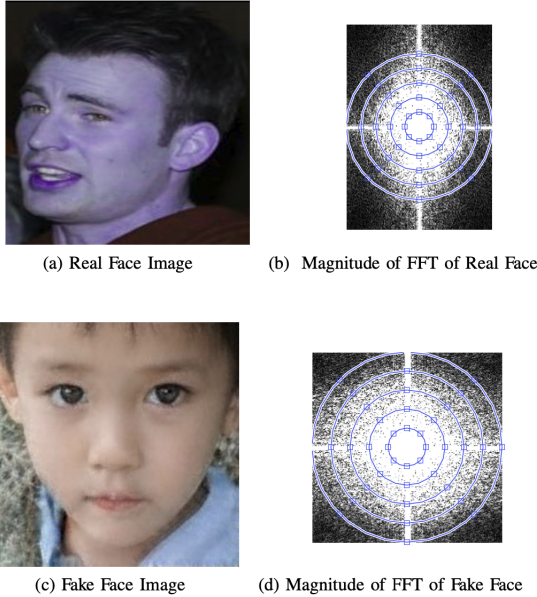 (a) Real Face Image
(b) Magnitude of FFT of Real Face
(c) Fake Face Image
(d) Magnitude of FFT of Fake Face